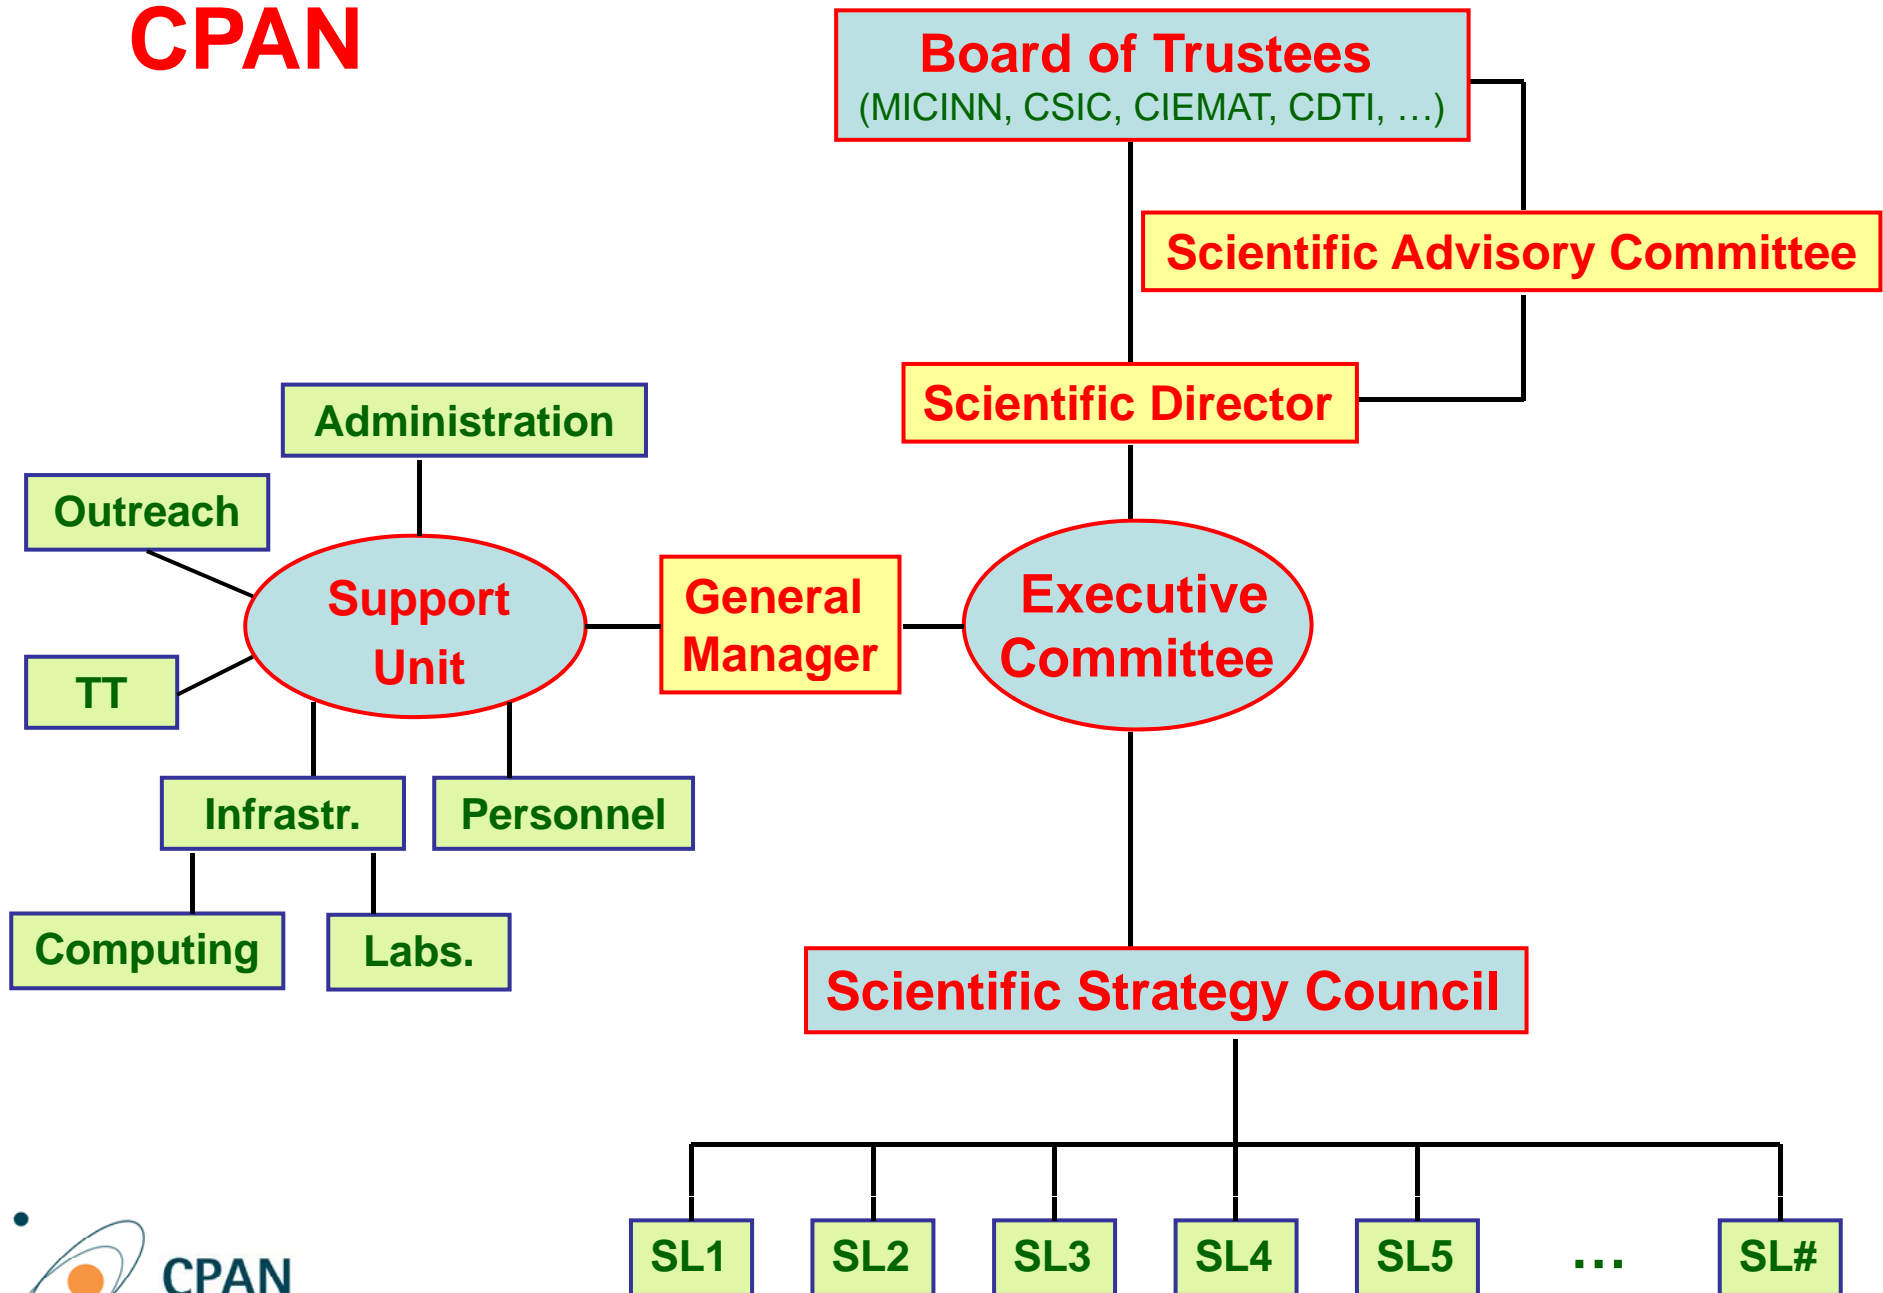 CPAN
Board of Trustees
(MICINN, CSIC, CIEMAT, CDTI, …)
Scientific Advisory Committee
Scientific Director
Administration
Outreach
Support
Unit
General
Manager
Executive
Committee
TT
Infrastr.
Personnel
Computing
Labs.
Scientific Strategy Council
SL1
SL2
SL3
SL4
SL5
…
SL#
CPAN